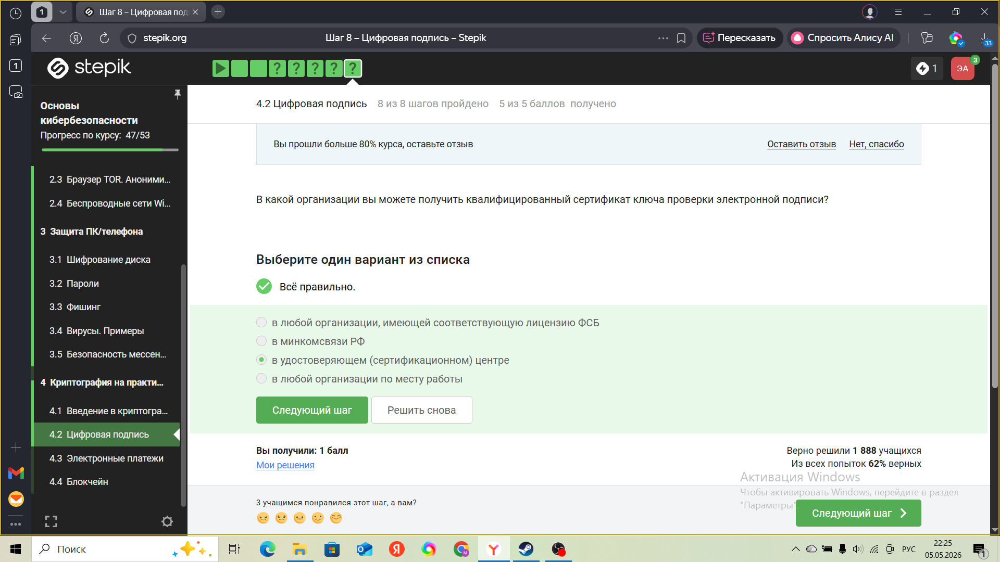 1
Шаг 8 – Цифровая под
stepik.org
Шаг 8 – Цифровая подпись – Stepik
Пересказать
Спросить Алису AI
33
1
stepik
?
?
?
?
?
1
ЭА
3
Основы
кибербезопасности
Прогресс по курсу: 47/53
2.3 Браузер TOR. Аноними...
2.4 Беспроводные сети Wi...
3 Защита ПК/телефона
3.1 Шифрование диска
3.2 Пароли
3.3 Фишинг
3.4 Вирусы. Примеры
3.5 Безопасность мессен...
4 Криптография на практи...
4.1 Введение в криптогра...
4.2 Цифровая подпись
4.3 Электронные платежи
4.4 Блокчейн
4.2 Цифровая подпись 8 из 8 шагов пройдено 5 из 5 баллов получено
Вы прошли больше 80% курса, оставьте отзыв
Оставить отзыв
Нет, спасибо
В какой организации вы можете получить квалифицированный сертификат ключа проверки электронной подписи?
Выберите один вариант из списка
Всё правильно.
в любой организации, имеющей соответствующую лицензию ФСБ
в минкомсвязи РФ
в удостоверяющем (сертификационном) центре
в любой организации по месту работы
Следующий шаг
Решить снова
Вы получили: 1 балл
Мои решения
Верно решили 1 888 учащихся
Из всех попыток 62% верных
Активация Windows
Чтобы активировать Windows, перейдите в раздел
"Параметры"
3 учащимся понравился этот шаг, а вам?
Следующий шаг
Поиск
РУС
22:25
05.05.2026
1